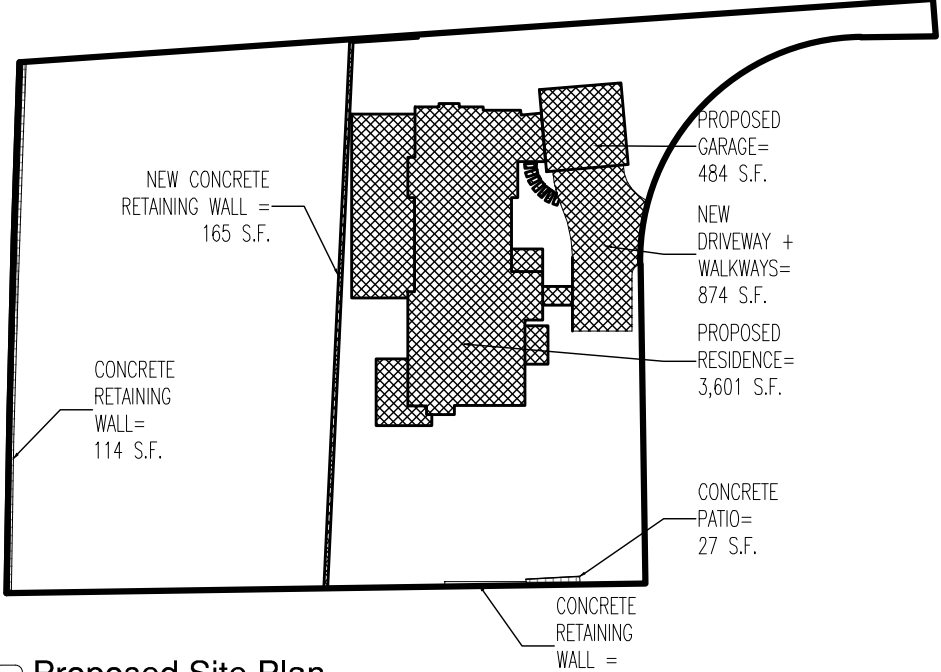 NEW CONCRETE
RETAINING WALL =
165 S.F.
CONCRETE
RETAINING
WALL=
114 S.F.
PROPOSED
GARAGE=
484 S.F.
NEW
DRIVEWAY +
WALKWAYS=
874 S.F.
PROPOSED
RESIDENCE=
3,601 S.F.
CONCRETE
PATIO=
27 S.F.
CONCRETE
RETAINING
WALL =
Proposed Site Plan